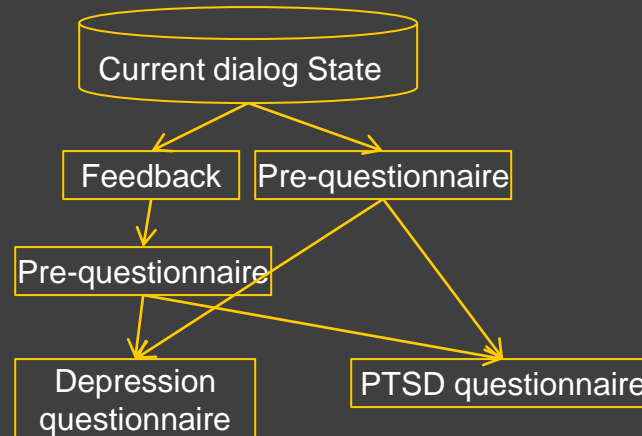 Current dialog State
Feedback
Pre-questionnaire
Pre-questionnaire
Depression
questionnaire
PTSD questionnaire